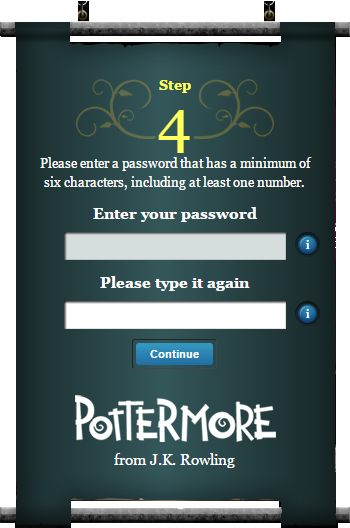 Step
4
Please enter a password that has a minimum of
six characters, including at least one number.
Enter your password
i
Please type it again
i
Continue
POTTERMORE
from J.K. Rowling